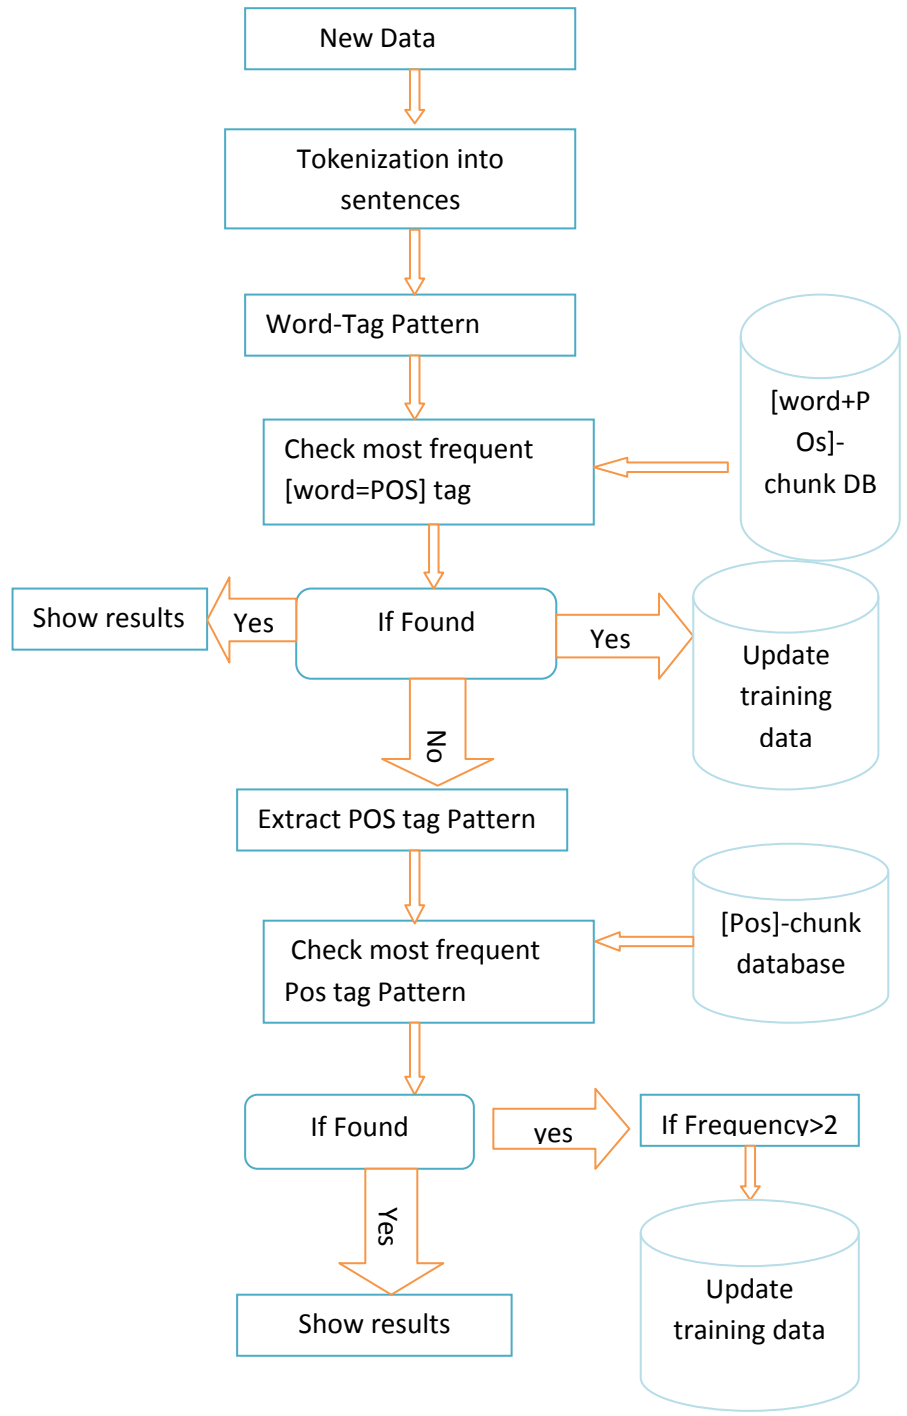 New Data
Tokenization into
sentences
Word-Tag Pattern
[word+P
Os]-
chunk DB
Check most frequent
[word=POS] tag
Show results
Yes
If Found
Yes
Update
training
data
No
Extract POS tag Pattern
Check most frequent
Pos tag Pattern
[Pos]-chunk
database
If Found
yes
If Frequency>2
Yes
Update
training data
Show results